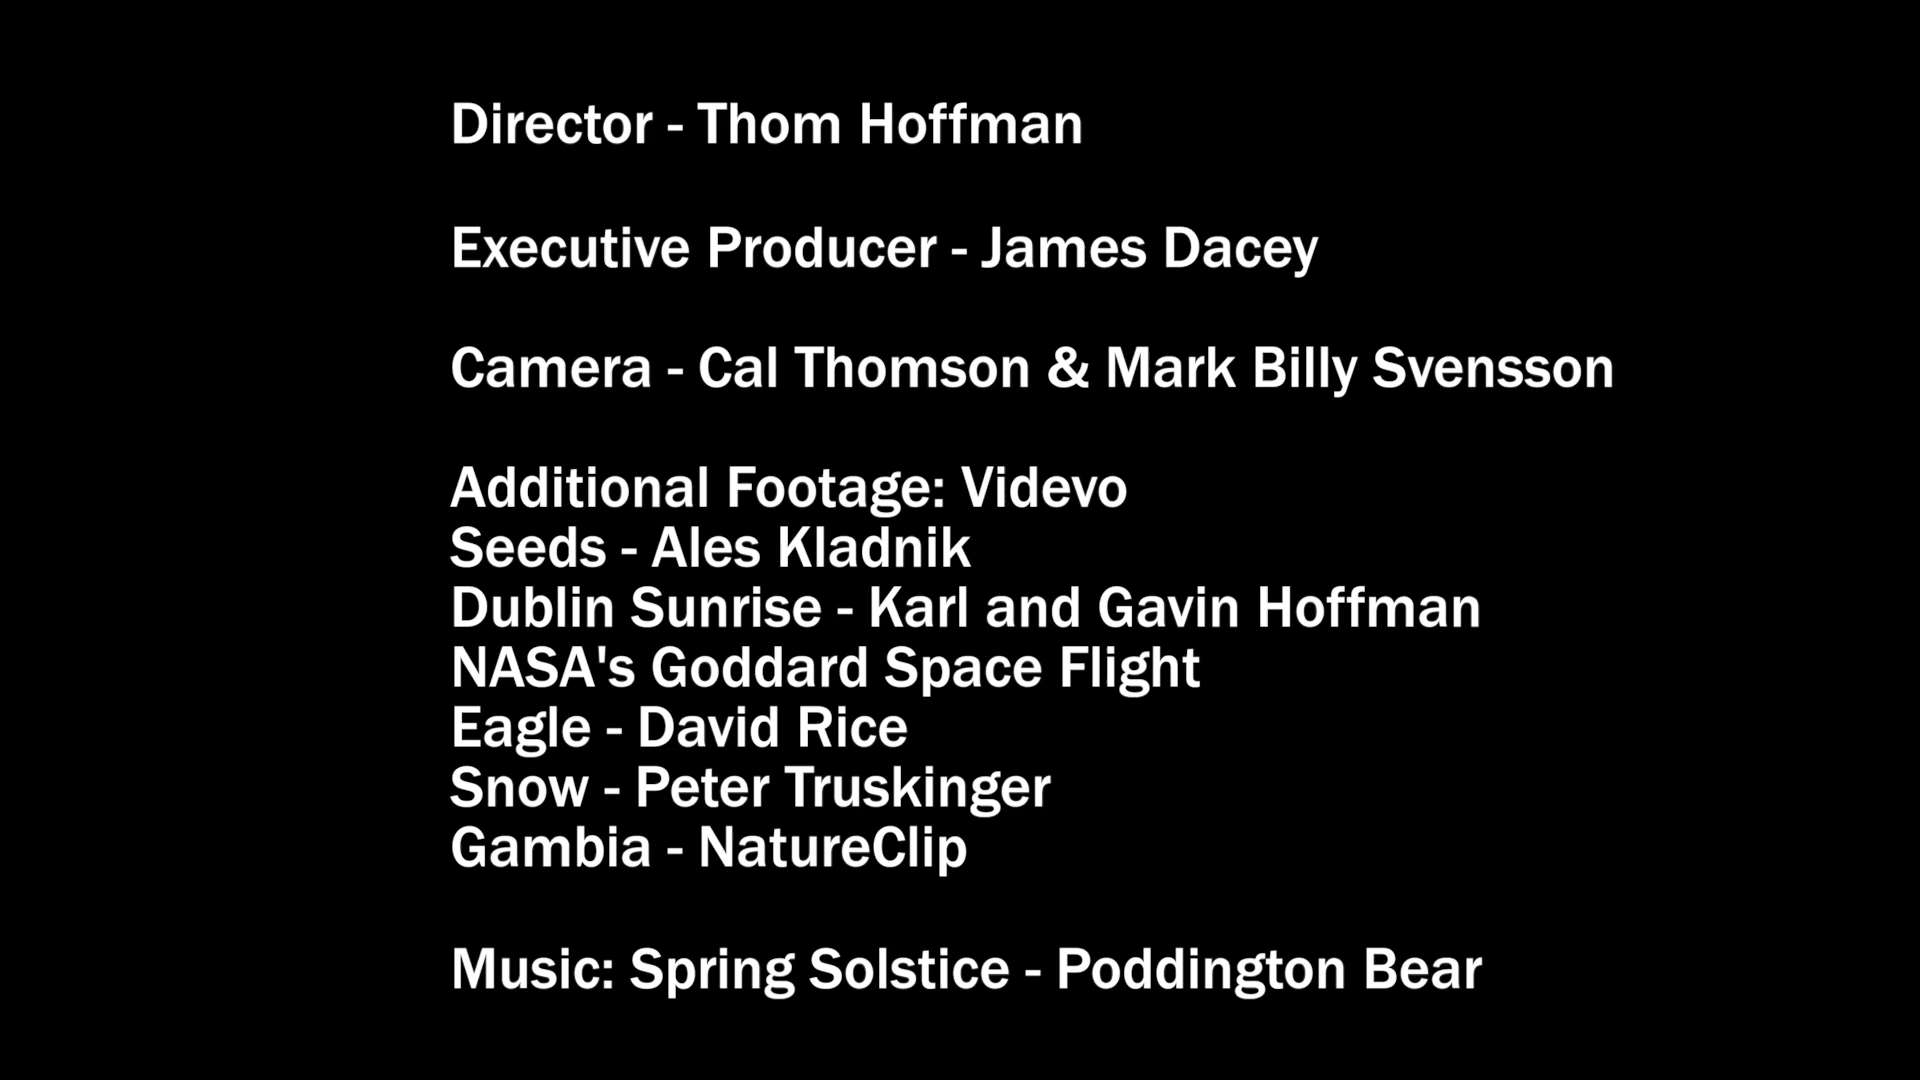 Director - Thom Hoffman
Executive Producer - James Dacey
Camera - Cal Thomson & Mark Billy Svensson
Additional Footage: Videvo
Seeds - Ales Kladnik
Dublin Sunrise - Karl and Gavin Hoffman
NASA's Goddard Space Flight
Eagle - David Rice
Snow - Peter Truskinger
Gambia - NatureClip
Music: Spring Solstice - Poddington Bear